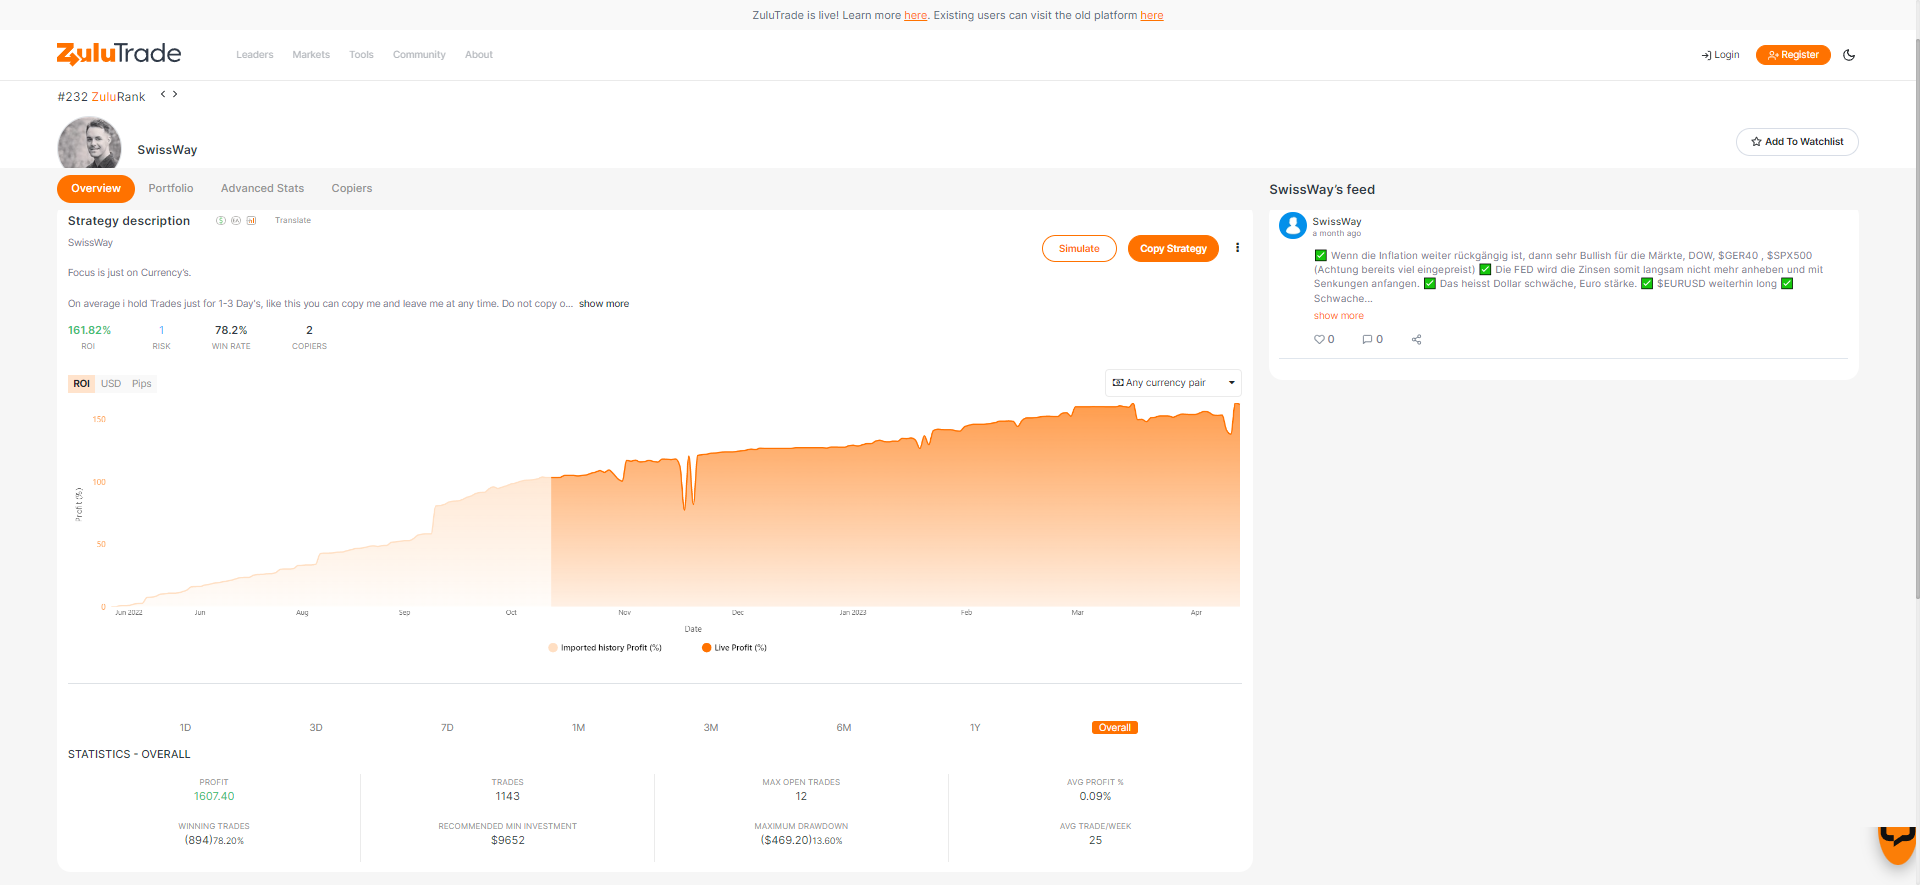 ZuluTrade is live! Learn more here. Existing users can visit the old platform here
ZuluTrade
Leaders
Markets
Tools
Community
About
Login
Register
#232 ZuluRank
SwissWay
Add To Watchlist
Overview
Portfolio
Advanced Stats
Copiers
Strategy description
Translate
SwissWay
Simulate
Copy Strategy
Focus is just on Currency's.
On average i hold Trades just for 1-3 Day's, like this you can copy me and leave me at any time. Do not copy o... show more
161.82%
1
78.2%
2
ROI
RISK
WIN RATE
COPIERS
ROI
USD
Pips
Any currency pair
150
100
50
0
Profit (%)
Jun 2022
Jun
Aug
Sep
Oct
Nov
Dec
Jan 2023
Feb
Mar
Apr
Date
Imported history Profit (%)
Live Profit (%)
1D
3D
7D
1M
3M
6M
1Y
Overall
STATISTICS - OVERALL
PROFIT
1607.40
TRADES
1143
MAX OPEN TRADES
12
AVG PROFIT %
0.09%
WINNING TRADES
(894)78.20%
RECOMMENDED MIN INVESTMENT
$9652
MAXIMUM DRAWDOWN
($469.20)13.60%
AVG TRADE/WEEK
25
SwissWay's feed
SwissWay
a month ago
✅ Wenn die Inflation weiter rückgängig ist, dann sehr Bullish für die Märkte, DOW, $GER40 , $SPX500
(Achtung bereits viel eingepreist) ✅ Die FED wird die Zinsen somit langsam nicht mehr anheben und mit
Senkungen anfangen. ✅ Das heisst Dollar schwäche, Euro stärke. ✅ $EURUSD weiterhin long ✅
Schwache...
show more
0
0